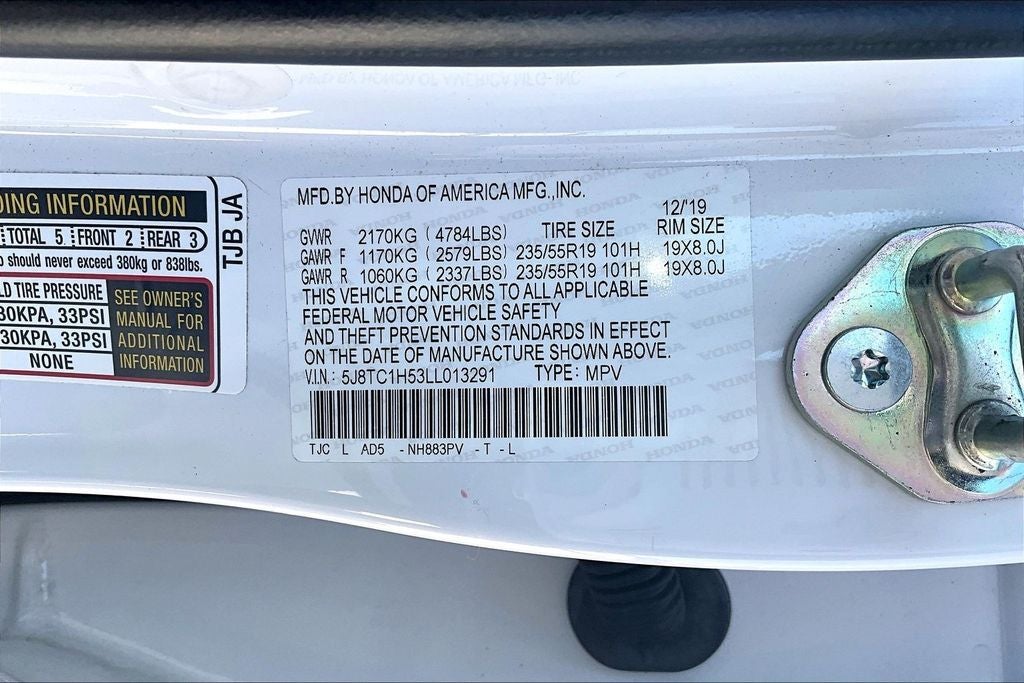 DING INFORMATION
TOTAL 5 FRONT 2 REAR 3
should never exceed 380kg or 838lbs.
LD TIRE PRESSURE
30KPA, 33PSI
30KPA, 33PSI
NONE
SEE OWNER'S
MANUAL FOR
ADDITIONAL
INFORMATION
TJB JA
MFD.BY HONDA OF AMERICA MFG.,INC.
12/'19
GVWR 2170KG (4784LBS) TIRE SIZE RIM SIZE
GAWR F 1170KG (2579LBS) 235/55R19 101H 19X8.0J
GAWR R 1060KG (2337LBS) 235/55R19 101H 19X8.0J
THIS VEHICLE CONFORMS TO ALL APPLICABLE
FEDERAL MOTOR VEHICLE SAFETY
AND THEFT PREVENTION STANDARDS IN EFFECT
ON THE DATE OF MANUFACTURE SHOWN ABOVE.
V.I.N.: 5J8TC1H53LL013291 TYPE: MPV
TJC L AD5 -NH883PV -T -L